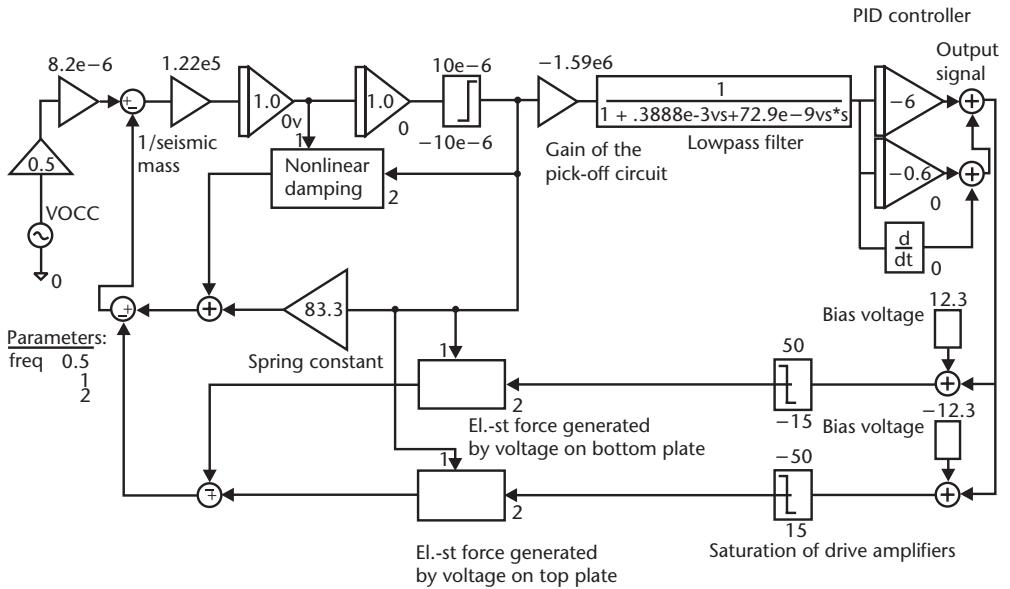 PID controller
8.2e−6
1.22e5
10e−6
−1.59e6
Output
signal
0.5
+−
1.0
1.0
0v
0
−10e−6
1
1 + .3888e-3vs+72.9e−9vs*s
Lowpass filter
−6
+
1/seismic
mass
1
Nonlinear
damping
2
Gain of the
pick-off circuit
−0.6
0
+
VOCC
0
d
dt
0
−+
+
83.3
Spring constant
Parameters:
freq 0.5
1
2
Bias voltage
12.3
1
2
50
−15
+
El.-st force generated
by voltage on bottom plate
Bias voltage
−12.3
1
2
−50
15
+
∓
Saturation of drive amplifiers
El.-st force generated
by voltage on top plate